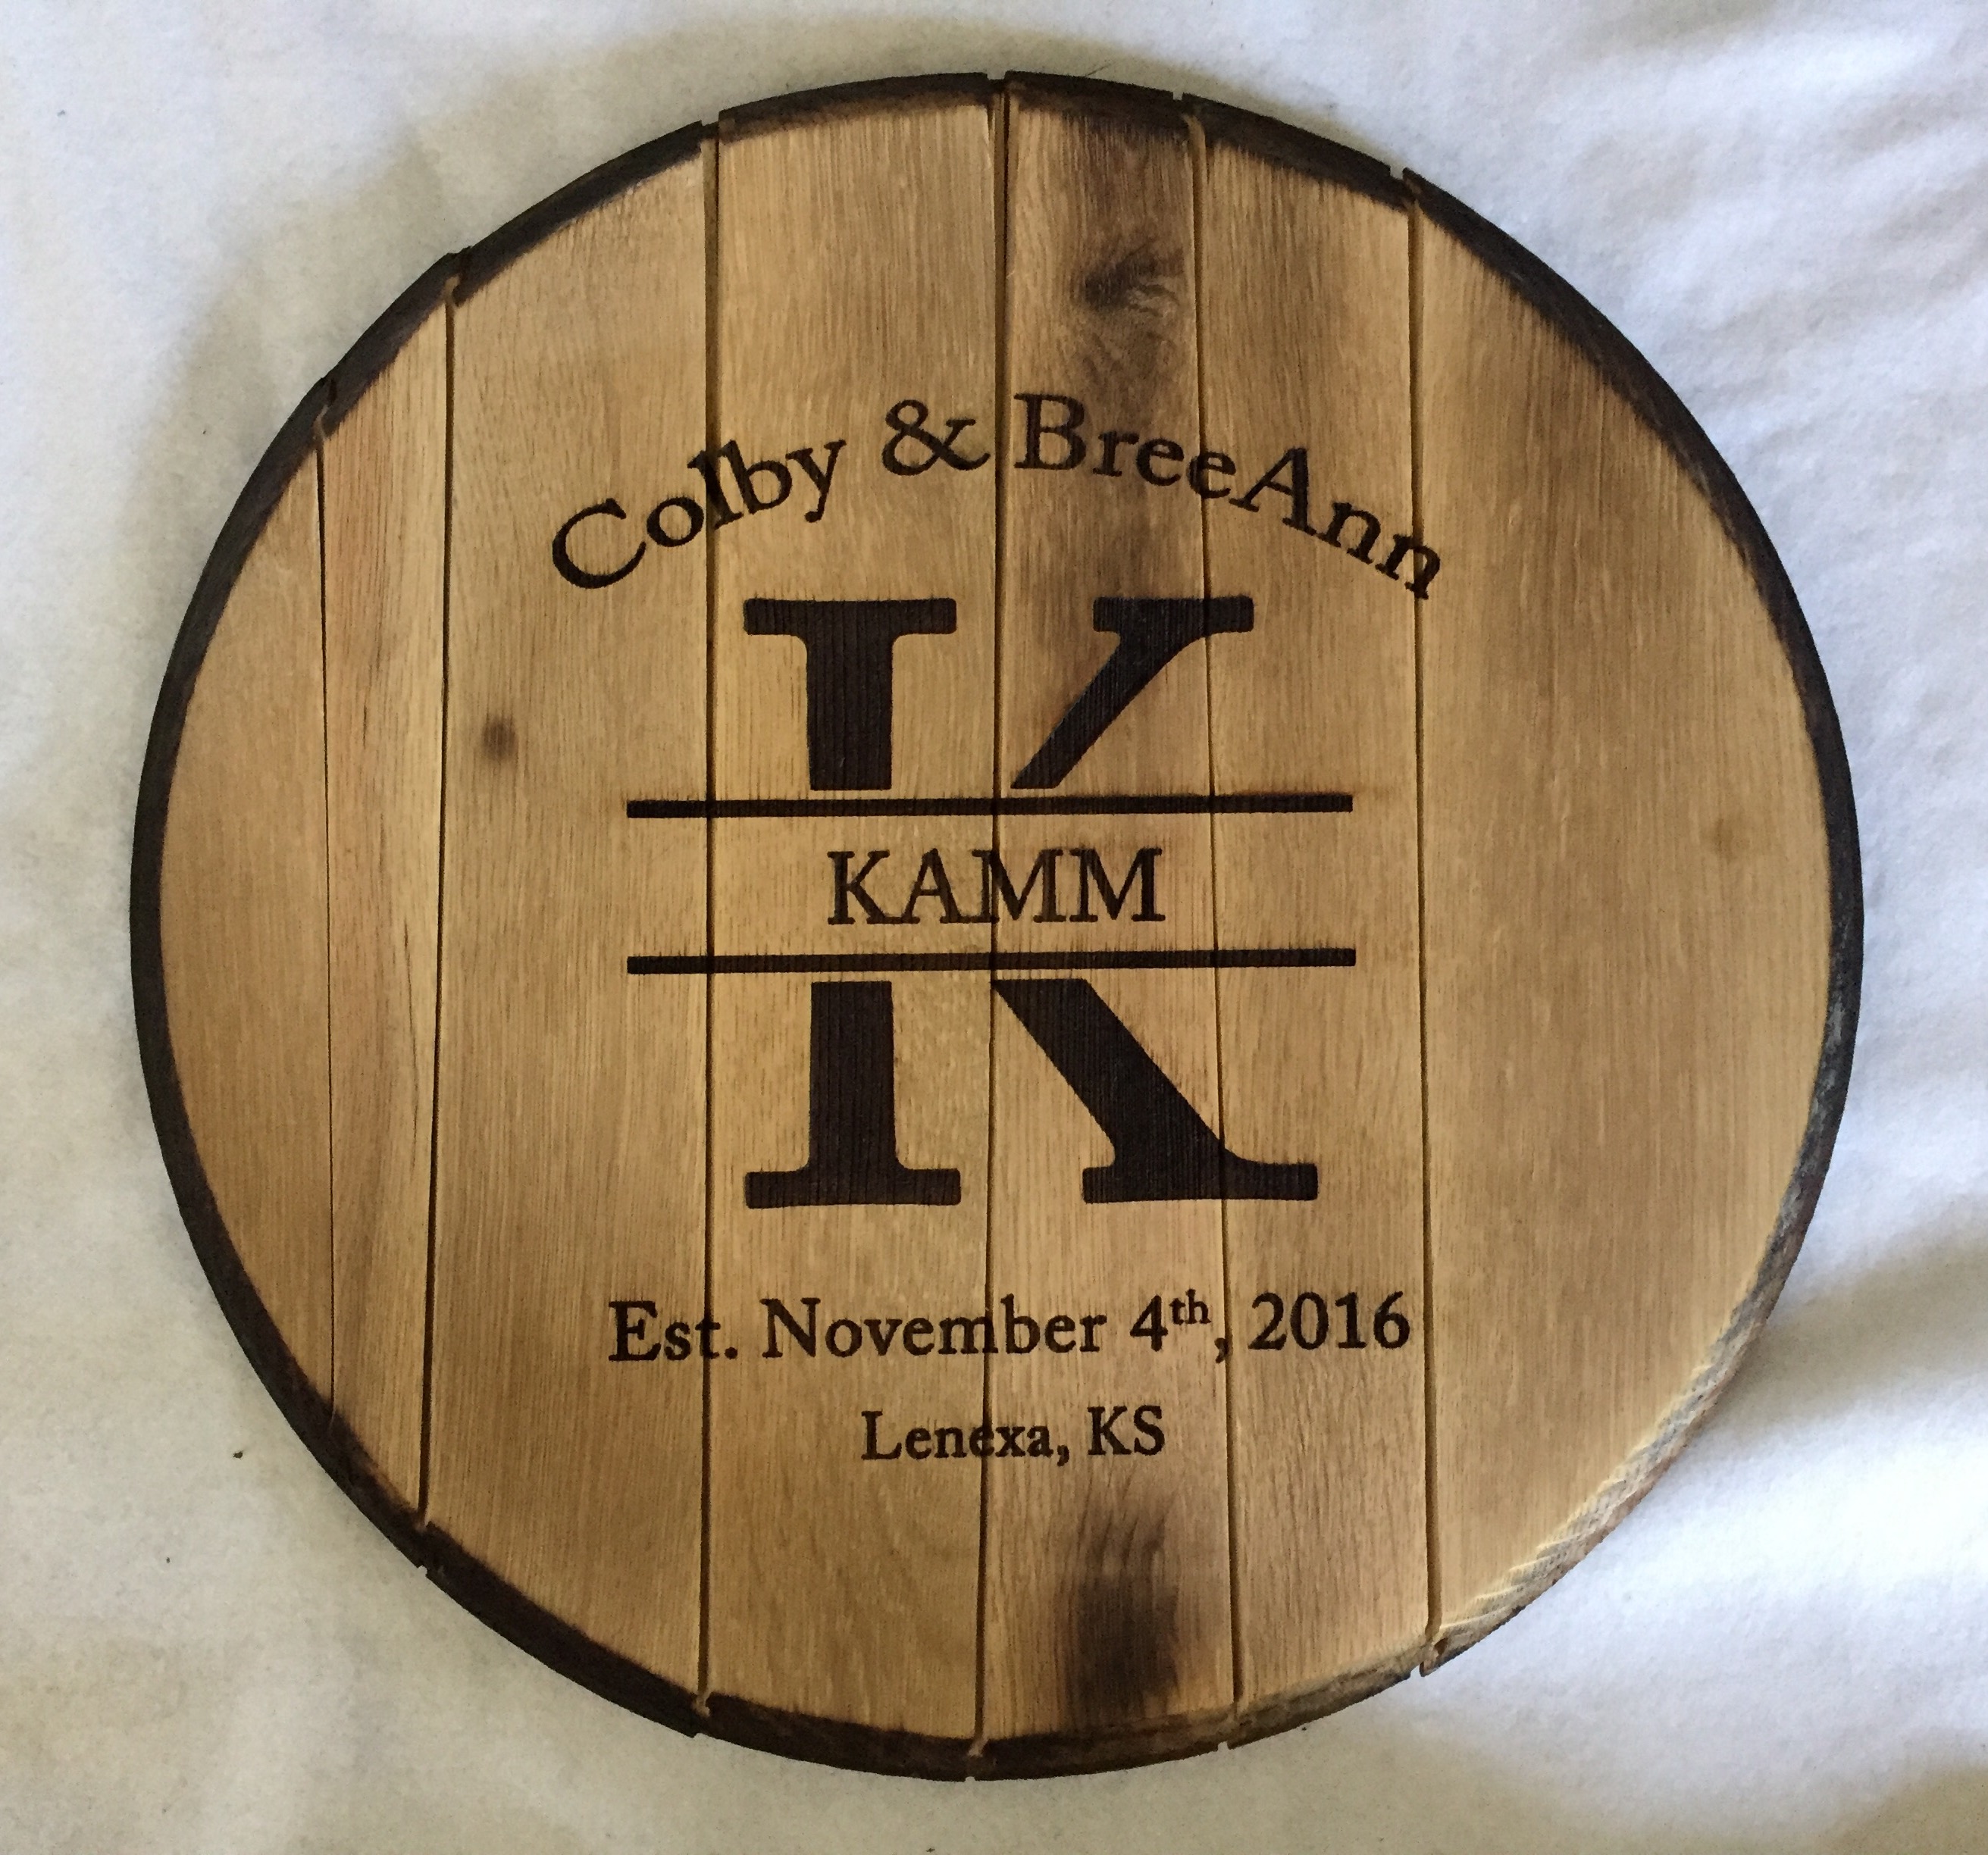 Colby & BreeAnn
K
KAMM
Est. November 4th, 2016
Lenexa, KS